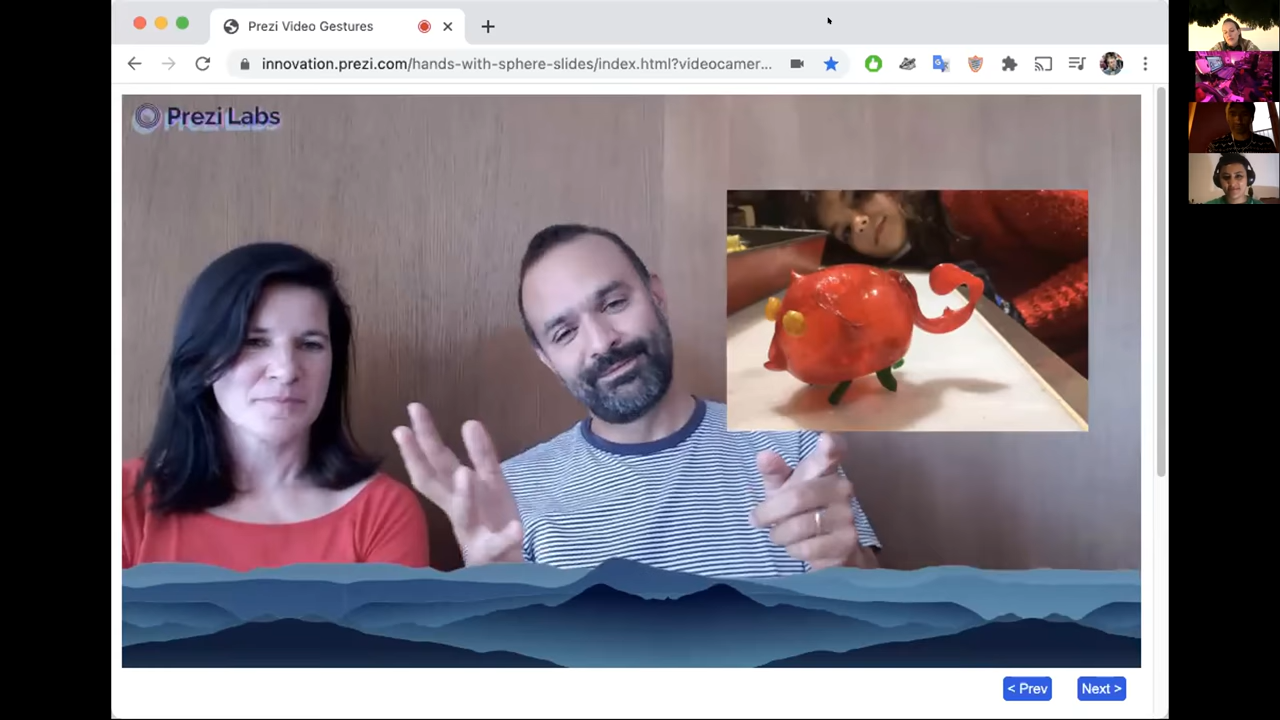 Prezi Video Gestures
innovation.prezi.com/hands-with-sphere-slides/index.html?videocamer...
Prezi Labs
< Prev
Next >